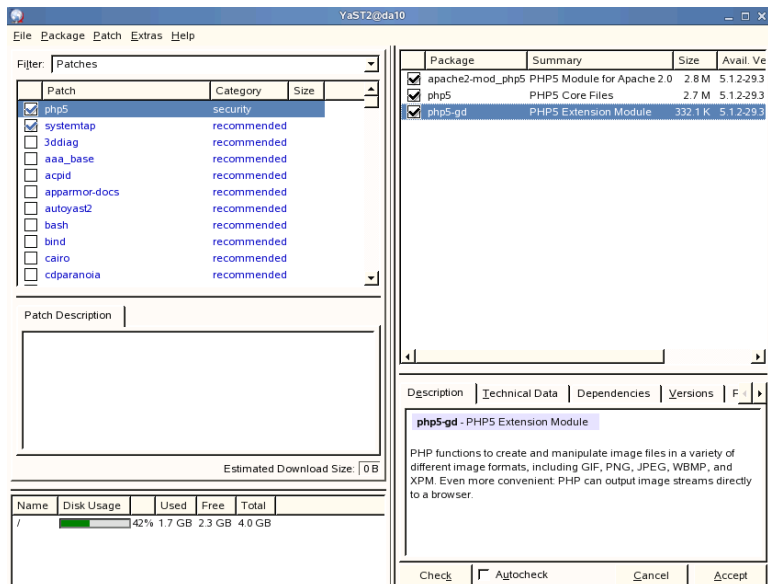 YaST2@da10
File Package Patch Extras Help
Filter: Patches
Patch Category Size
php5 security
systemtap recommended
3ddiag recommended
aaa_base recommended
acpid recommended
apparmor-docs recommended
autoyast2 recommended
bash recommended
bind recommended
cairo recommended
cdparanoia recommended
Patch Description
Estimated Download Size: 0 B
Name Disk Usage Used Free Total
/ 42% 1.7 GB 2.3 GB 4.0 GB
Package Summary Size Avail. Ve
apache2-mod_php5 PHP5 Module for Apache 2.0 2.8 M 5.1.2-29.3
php5 PHP5 Core Files 2.7 M 5.1.2-29.3
php5-gd PHP5 Extension Module 332.1 K 5.1.2-29.3
Description Technical Data Dependencies Versions F
php5-gd - PHP5 Extension Module
PHP functions to create and manipulate image files in a variety of
different image formats, including GIF, PNG, JPEG, WBMP, and
XPM. Even more convenient: PHP can output image streams directly
to a browser.
Check Autocheck Cancel Accept